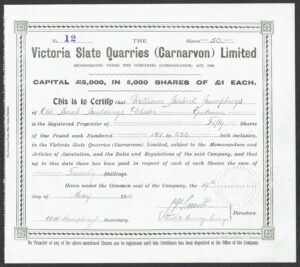 No. 12 THE Shares 50
Victoria Slate Quarries (Carnarvon) Limited
INCORPORATED UNDER THE COMPANIES (CONSOLIDATION) ACT, 1908
CAPITAL £5,000, IN 5,000 SHARES OF £1 EACH.
This is to Certify that William Herbert Humphreys
of Old Bank Buildings Chester Gentleman
is the Registered Proprietor of Fifty Shares
of One Pound each Numbered 181 to 230 both inclusive,
in the Victoria Slate Quarries (Carnarvon) Limited, subject to the Memorandum and
Articles of Association, and the Rules and Regulations of the said Company, and that
up to this date there has been paid in respect of each of such Shares the sum of
Twenty Shillings
Given under the Common seal of the Company, the 19th
day of May 191
Secretary. Directors.
No Transfer of any of the above-mentioned Shares can be registered until this Certificate has been deposited at the Office of the Company